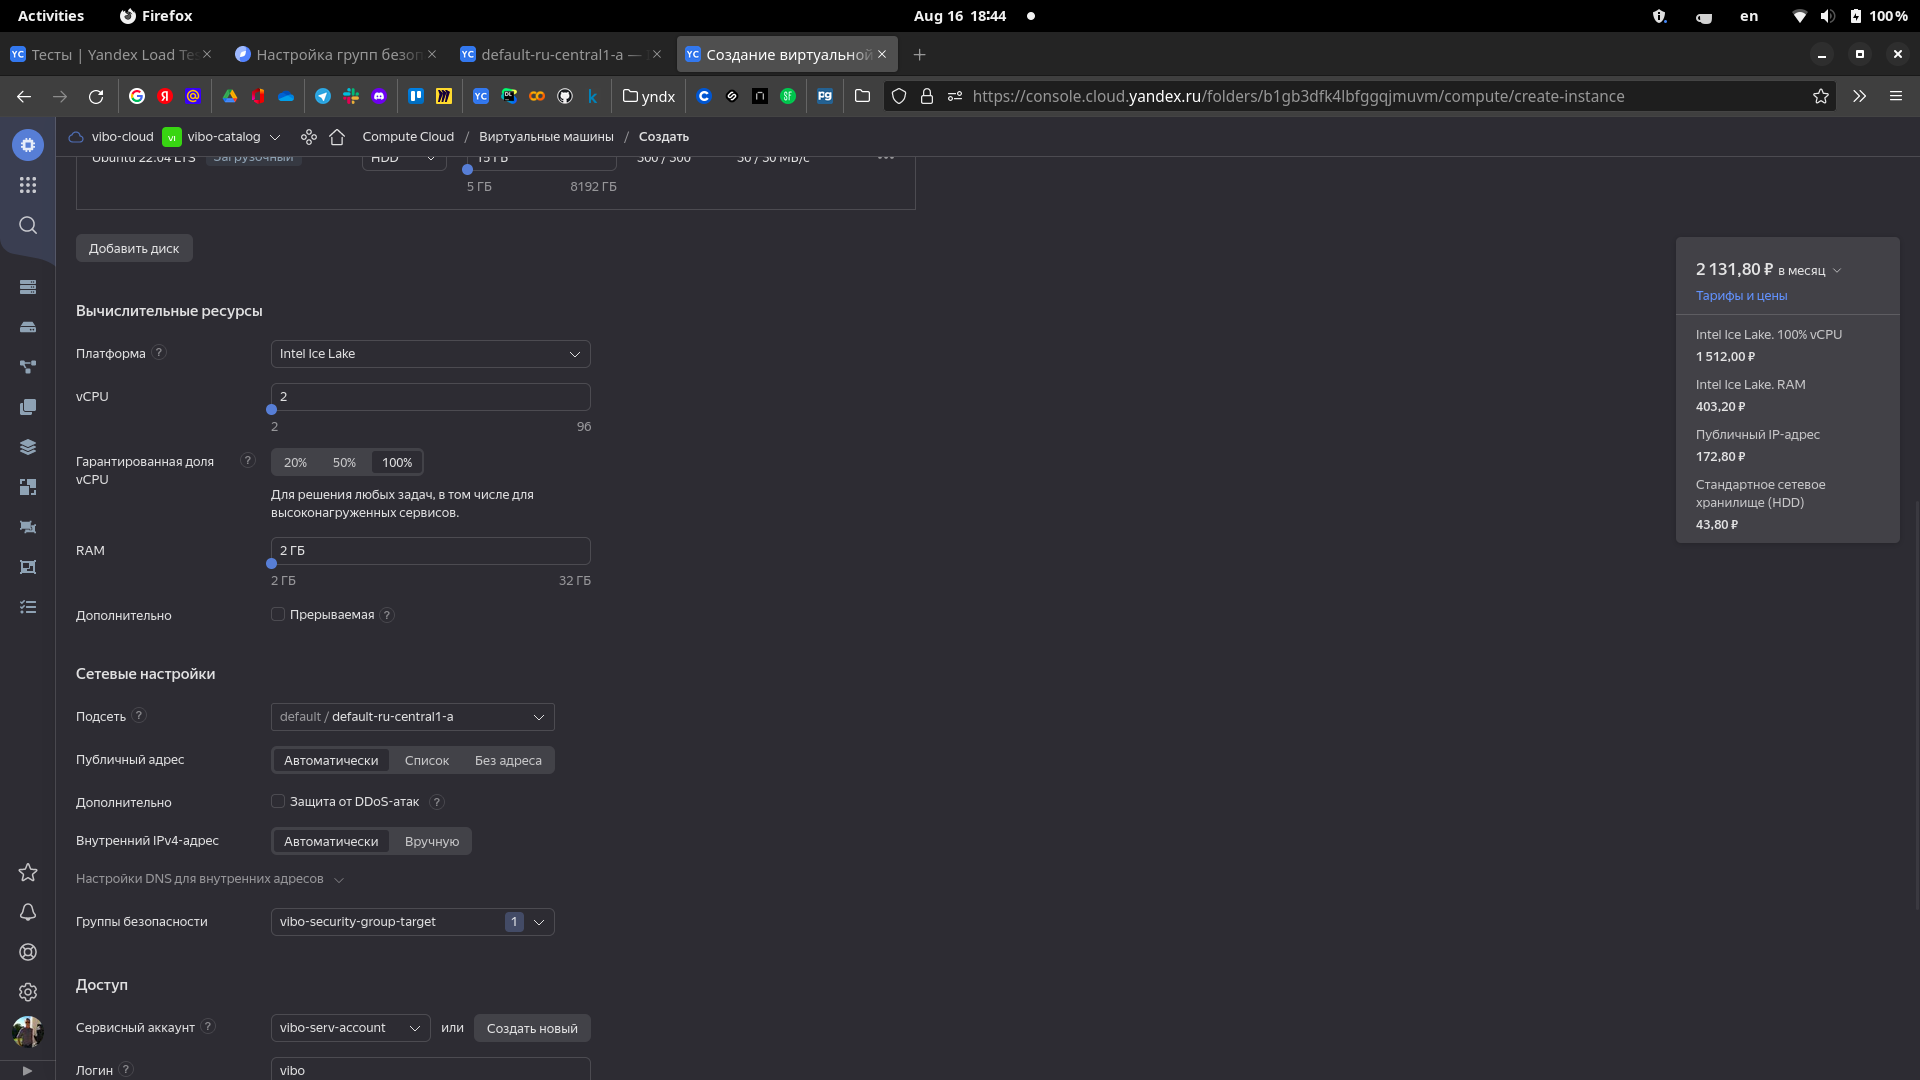 Activities
Firefox
Aug 16 18:44
en
100 %
YC Тесты | Yandex Load Te
Настройка групп безоп
YC default-ru-central1-a —
YC Создание виртуальной
yndx
https://console.cloud.yandex.ru/folders/b1gb3dfk4lbfggqjmuvm/compute/create-instance
vibo-cloud
VI vibo-catalog
Compute Cloud / Виртуальные машины / Создать
Ubuntu 22.04 LTS Загрузочный HDD 15 ГБ 300 / 300 30 / 30 МБ/с
5 ГБ 8192 ГБ
Добавить диск
Вычислительные ресурсы
Платформа ? Intel Ice Lake
vCPU 2
2 96
Гарантированная доля ? 20% 50% 100%
vCPU
Для решения любых задач, в том числе для
высоконагруженных сервисов.
RAM 2 ГБ
2 ГБ 32 ГБ
Дополнительно Прерываемая ?
Сетевые настройки
Подсеть ? default / default-ru-central1-a
Публичный адрес Автоматически Список Без адреса
Дополнительно Защита от DDoS-атак ?
Внутренний IPv4-адрес Автоматически Вручную
Настройки DNS для внутренних адресов
Группы безопасности vibo-security-group-target 1
Доступ
Сервисный аккаунт ? vibo-serv-account или Создать новый
Логин ? vibo
2 131,80 ₽ в месяц
Тарифы и цены
Intel Ice Lake. 100% vCPU
1 512,00 ₽
Intel Ice Lake. RAM
403,20 ₽
Публичный IP-адрес
172,80 ₽
Стандартное сетевое
хранилище (HDD)
43,80 ₽